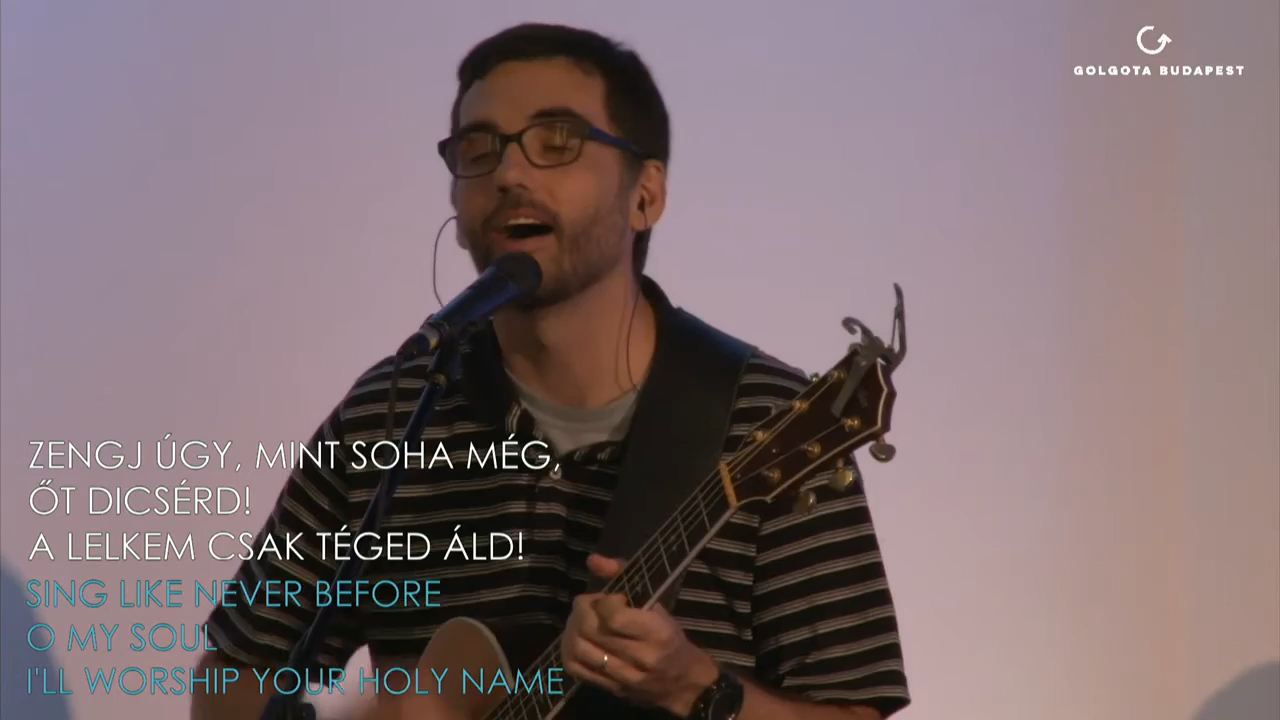 GOLGOTA BUDAPEST
ZENGJ ÚGY, MINT SOHA MÉG,
ŐT DICSÉRD!
A LELKEM CSAK TÉGED ÁLD!
SING LIKE NEVER BEFORE
O MY SOUL
I'LL WORSHIP YOUR HOLY NAME